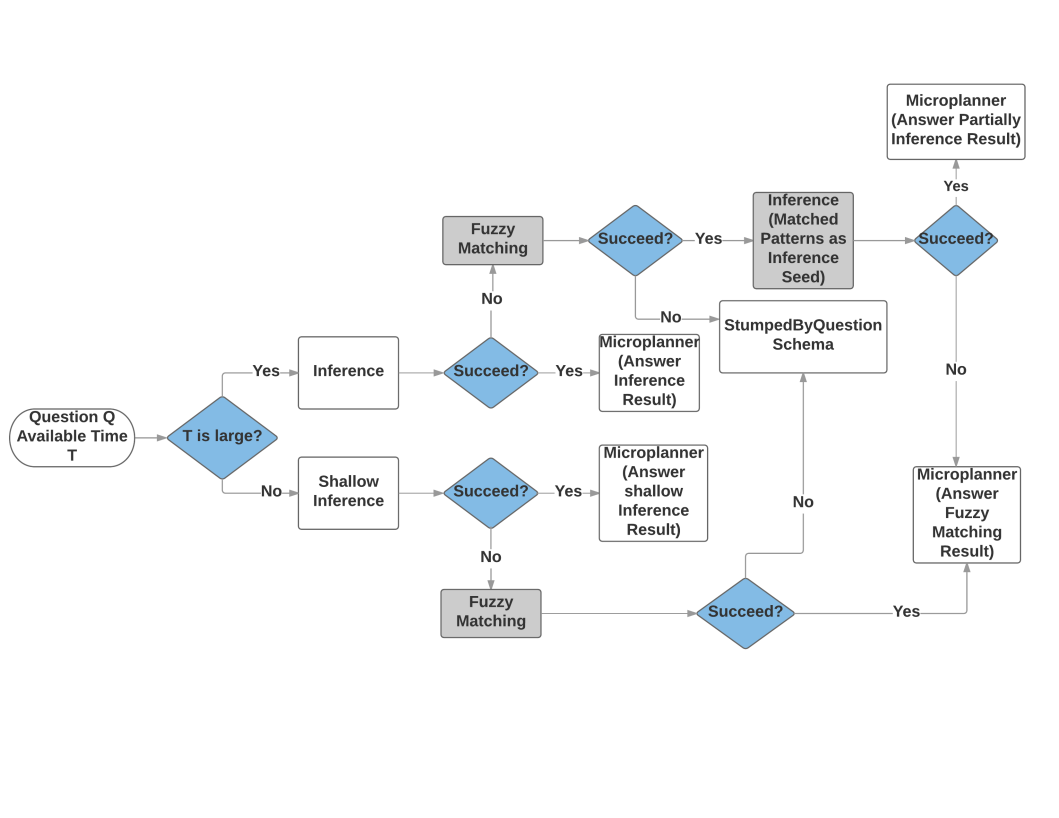 Microplanner
(Answer Partially
Inference Result)
Yes
Inference
(Matched
Patterns as
Inference
Seed)
Fuzzy
Matching
Succeed?
Yes
Succeed?
No
No
StumpedByQuestion
Schema
Yes
Inference
Succeed?
Yes
Microplanner
(Answer
Inference
Result)
No
Question Q
Available Time
T
T is large?
No
Shallow
Inference
Succeed?
Yes
Microplanner
(Answer
shallow
Inference
Result)
No
Microplanner
(Answer
Fuzzy
Matching
Result)
No
Fuzzy
Matching
Succeed?
Yes